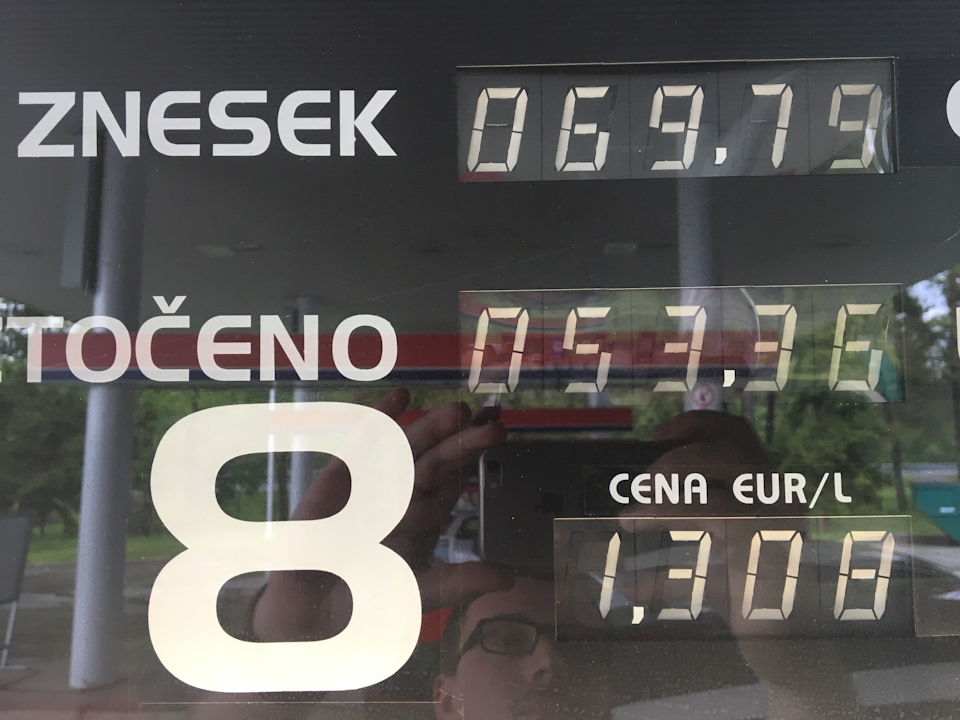 ZNESEK 069,79
TOČENO 053,36
8
CENA EUR/L
1,308